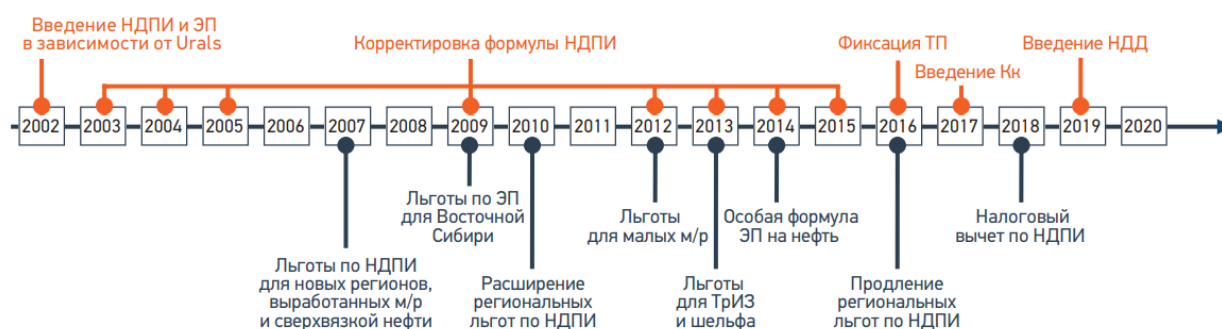 Введение НДПИ и ЭП
в зависимости от Urals
Корректировка формулы НДПИ
Фиксация ТП
Введение Кк
Введение НДД
2002 2003 2004 2005 2006 2007 2008 2009 2010 2011 2012 2013 2014 2015 2016 2017 2018 2019 2020
Льготы по НДПИ
для новых регионов,
выработанных м/р
и сверхвязкой нефти
Льготы по ЭП
для Восточной
Сибири
Расширение
региональных
льгот по НДПИ
Льготы
для малых м/р
Льготы
для ТрИЗ
и шельфа
Особая формула
ЭП на нефть
Продление
региональных
льгот по НДПИ
Налоговый
вычет по НДПИ